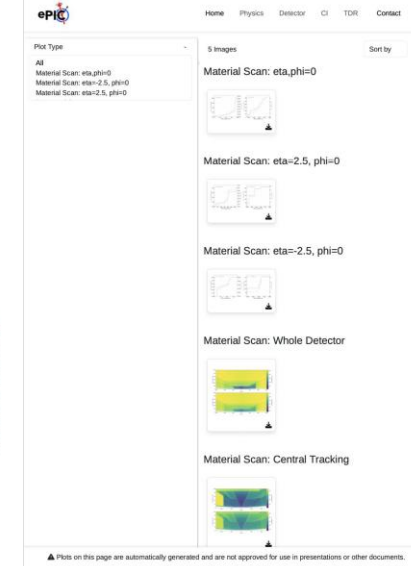 ePIC
Home Physics Detector CI TDR Contact
Plot Type -
All
Material Scan: eta,phi=0
Material Scan: eta=-2.5, phi=0
Material Scan: eta=2.5, phi=0
5 Images Sort by
Material Scan: eta,phi=0
Material Scan: eta=2.5, phi=0
Material Scan: eta=-2.5, phi=0
Material Scan: Whole Detector
Material Scan: Central Tracking
Plots on this page are automatically generated and are not approved for use in presentations or other documents.